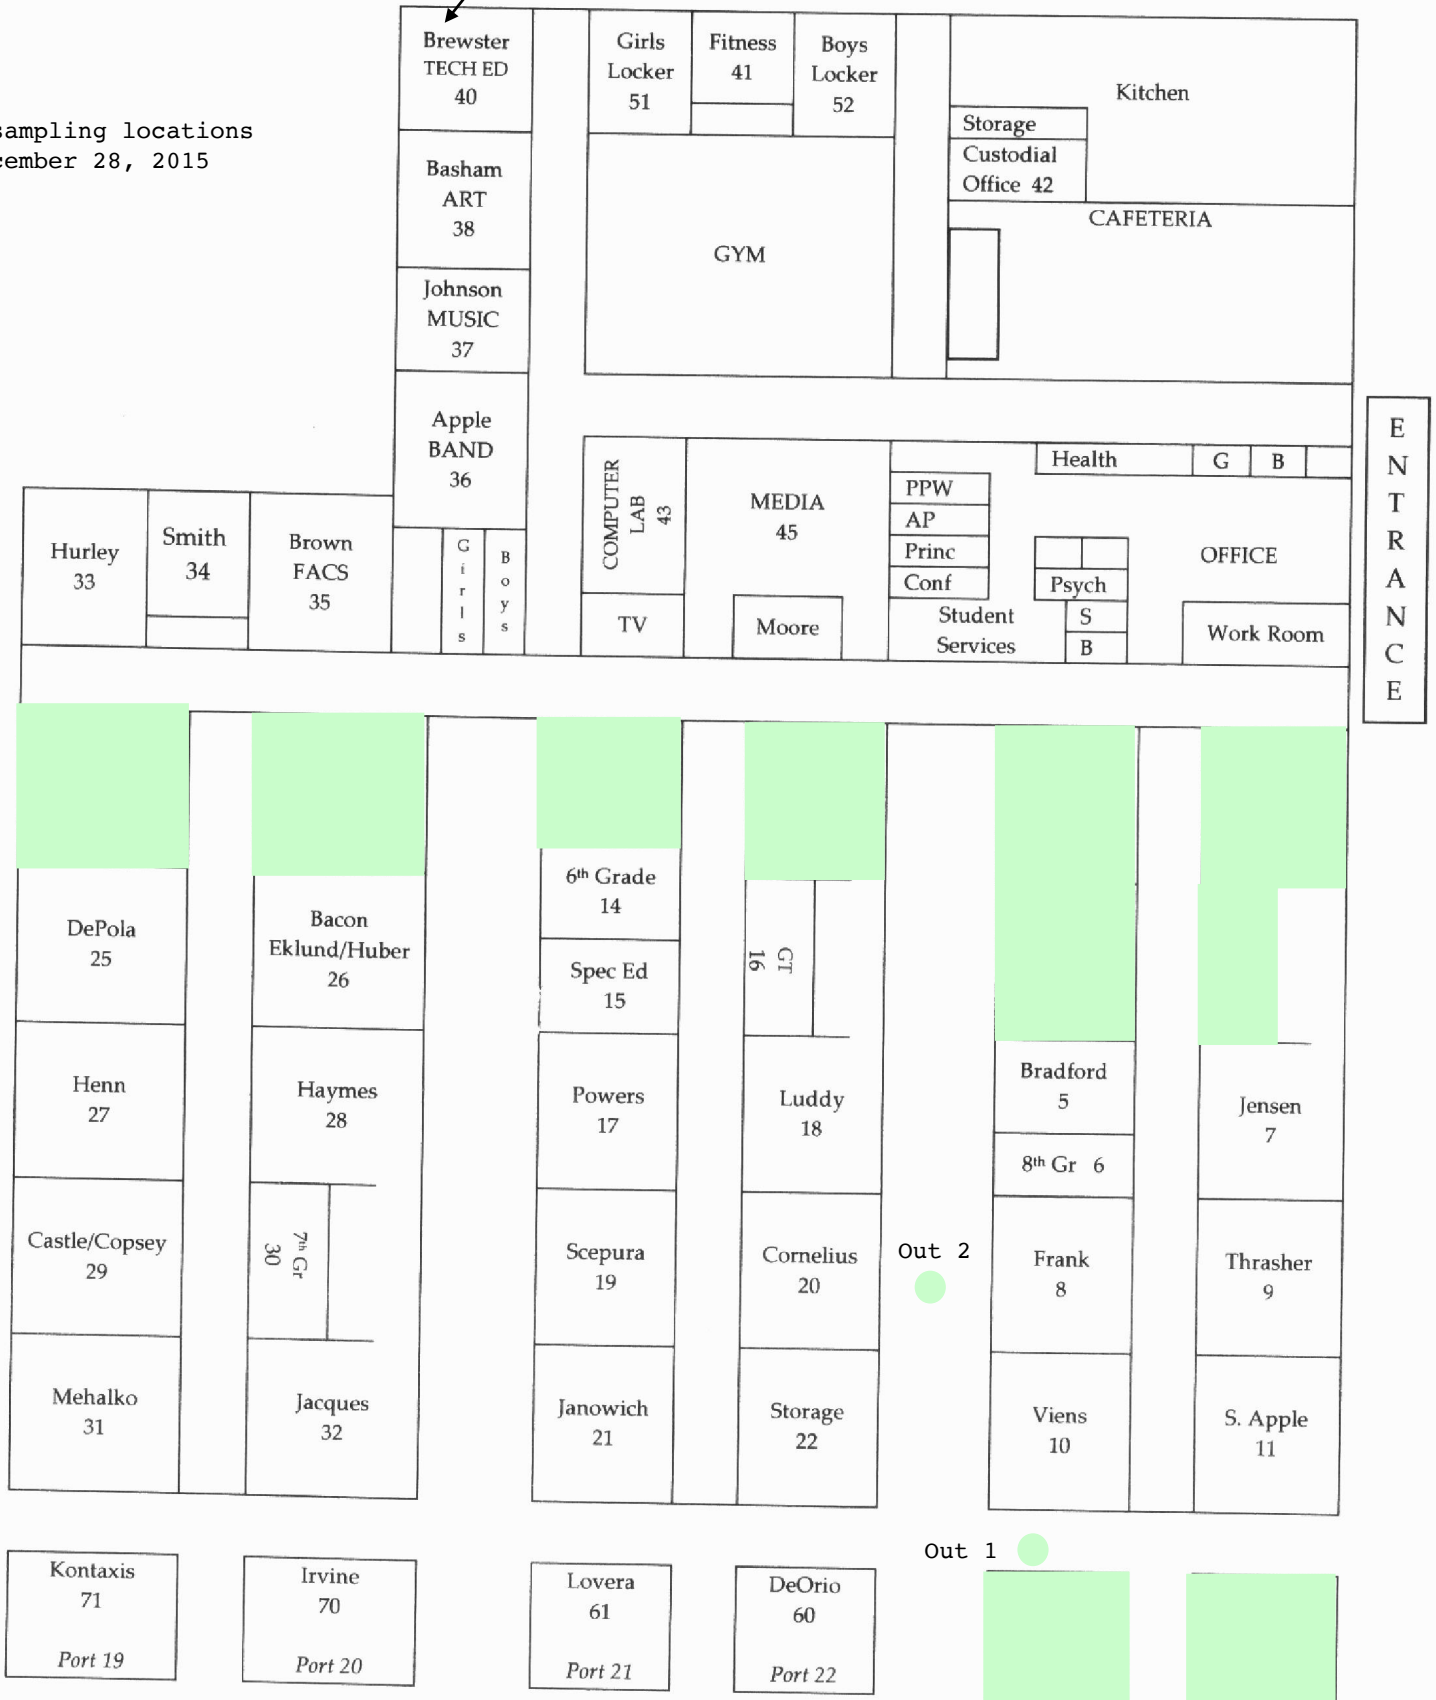 Brewster
TECH ED
40
Girls
Locker
51
Fitness
41
Boys
Locker
52
Kitchen
Storage
Custodial
Office 42
CAFETERIA
sampling locations
28, 2015
Basham
ART
38
GYM
Johnson
MUSIC
37
Apple
BAND
36
COMPUTER
LAB
43
MEDIA
45
Health
G
B
PPW
AP
Princ
Conf
Psych
OFFICE
ENTRANCE
Hurley
33
Smith
34
Brown
FACS
35
Girls
Boys
TV
Moore
Student
Services
S
B
Work Room
6th Grade
14
DePola
25
Bacon
Eklund/Huber
26
Spec Ed
15
GT
16
Henn
27
Haymes
28
Powers
17
Luddy
18
Bradford
5
8th Gr 6
Jensen
7
Castle/Copsey
29
7th Gr
30
Scepura
19
Cornelius
20
Out 2
Frank
8
Thrasher
9
Mehalko
31
Jacques
32
Janowich
21
Storage
22
Viens
10
S. Apple
11
Out 1
Kontaxis
71
Port 19
Irvine
70
Port 20
Lovera
61
Port 21
DeOrio
60
Port 22